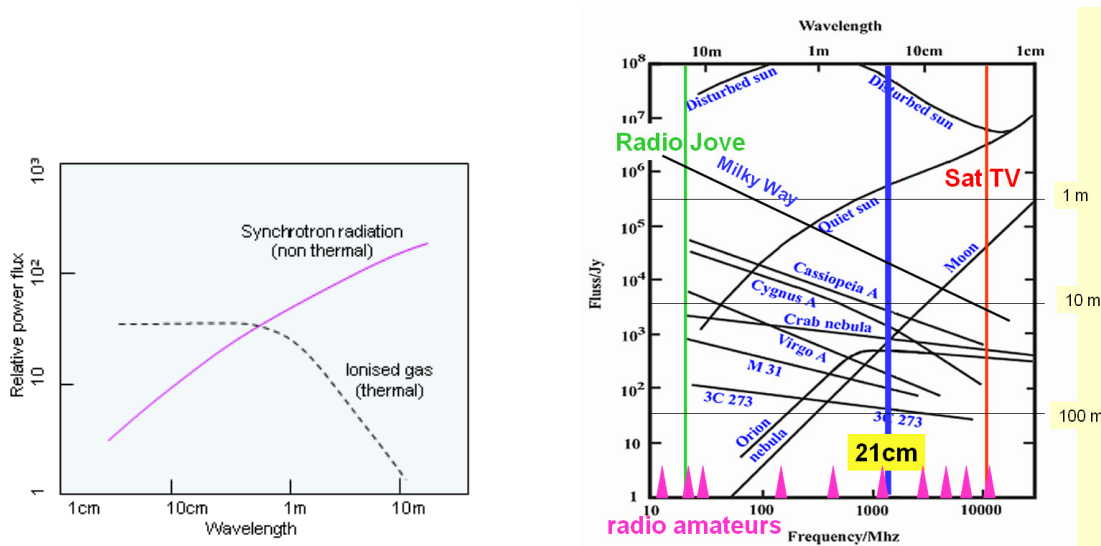 10³
10²
10
1
Relative power flux
Synchrotron radiation
(non thermal)
Ionised gas
(thermal)
1cm 10cm 1m 10m
Wavelength
Wavelength
10m 1m 10cm 1cm
10⁸
10⁷
10⁶
10⁵
10⁴
10³
10²
10
1
Fluss/Jy
Disturbed sun
Disturbed sun
Radio Jove
Milky Way
Sat TV
Quiet sun
Moon
Cassiopeia A
Cygnus A
Crab nebula
Virgo A
M 31
3C 273
3C 273
Orion
nebula
21cm
1 m
10 m
100 m
10 100 1000 10000
radio amateurs
Frequency/Mhz